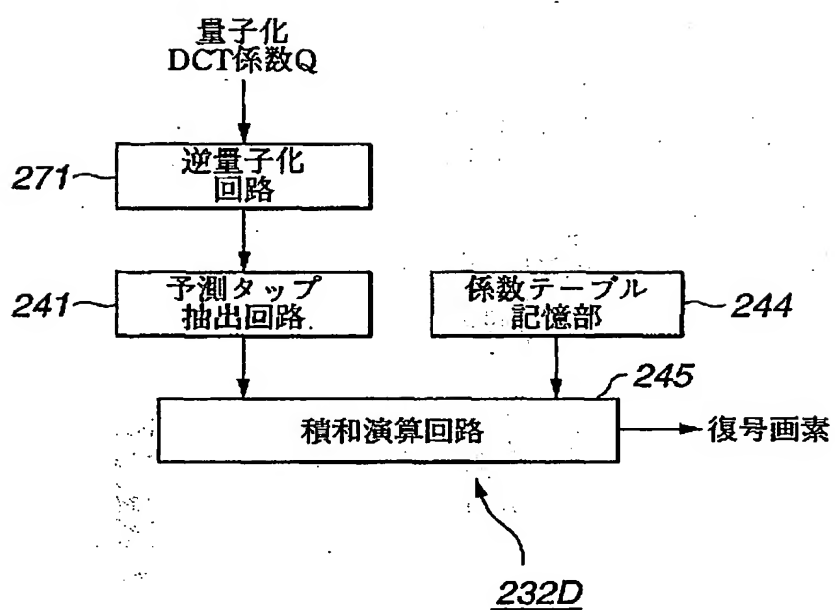 量子化
DCT係数Q
271
逆量子化
回路
241
予測タップ
抽出回路
係数テーブル
記憶部
244
245
積和演算回路
復号画素
232D